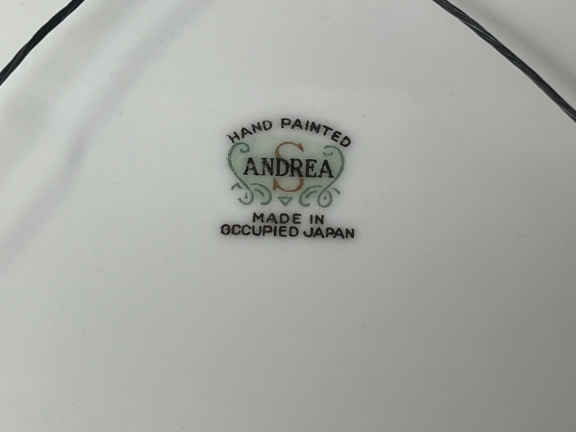 HAND PAINTED
S
ANDREA
MADE IN
OCCUPIED JAPAN